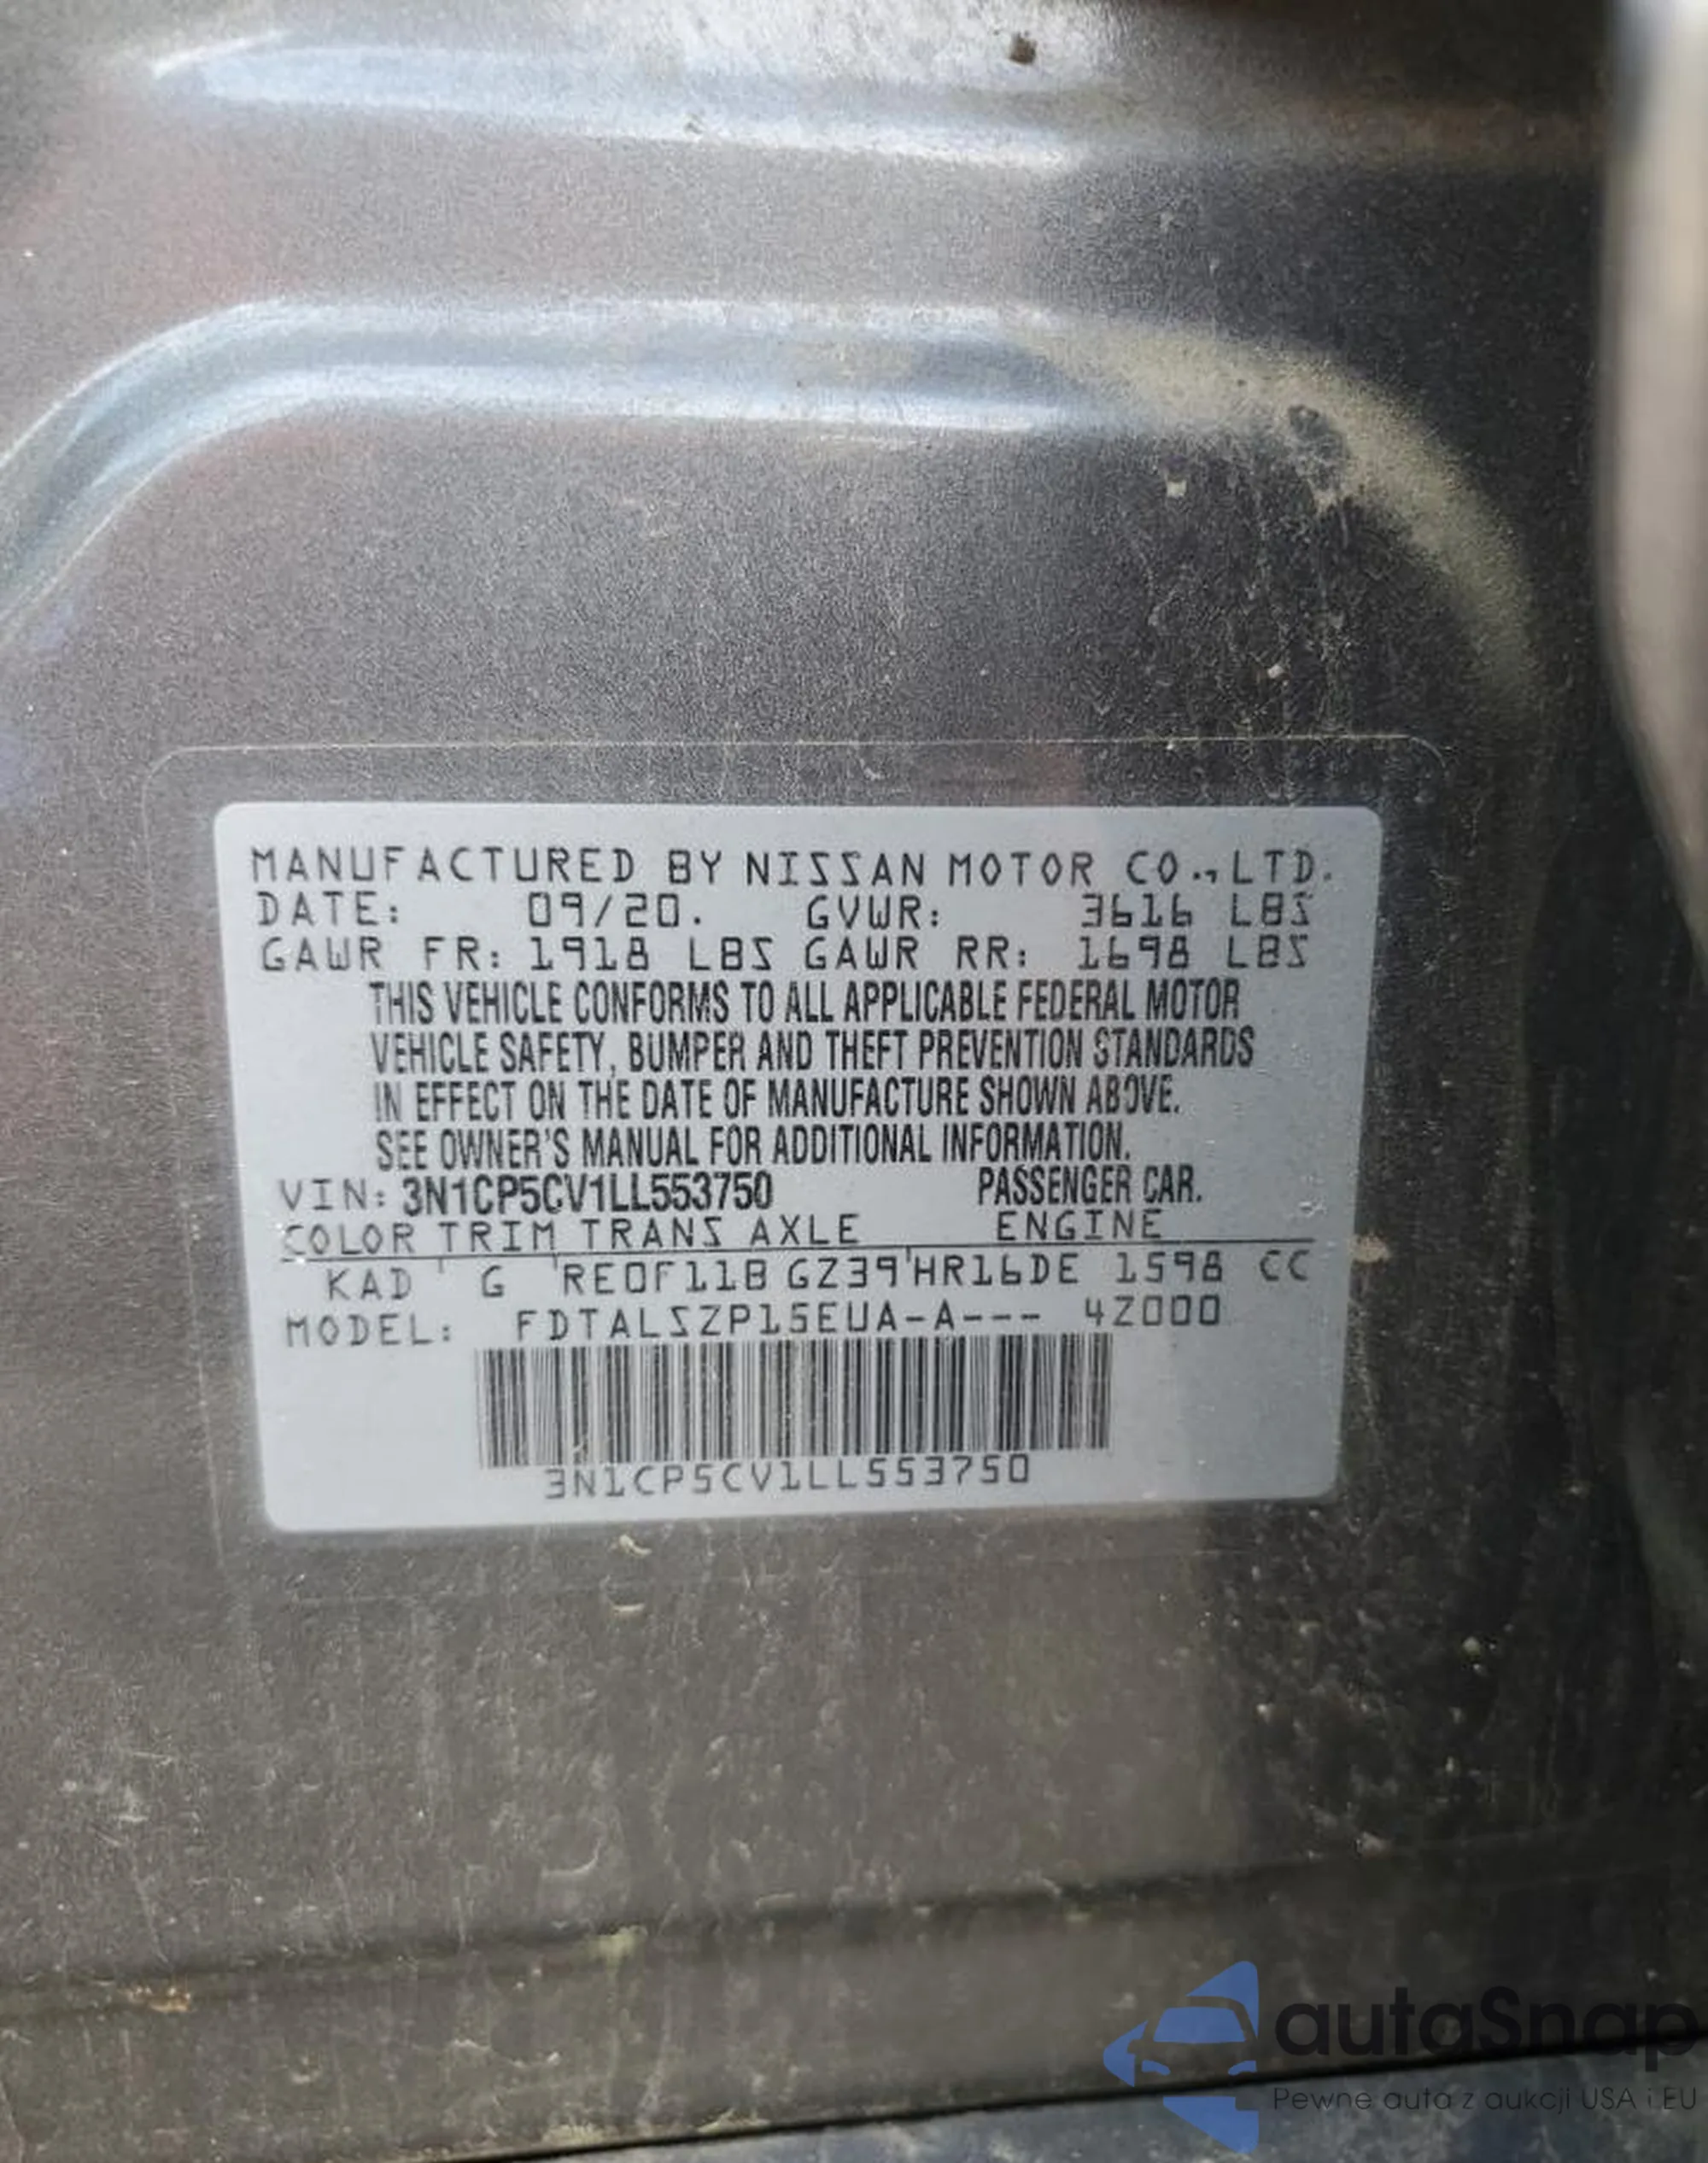 MANUFACTURED BY NISSAN MOTOR CO., LTD.
DATE: 09/20. GVWR: 3616 LBS
GAWR FR: 1918 LBS GAWR RR: 1698 LBS
THIS VEHICLE CONFORMS TO ALL APPLICABLE FEDERAL MOTOR
VEHICLE SAFETY, BUMPER AND THEFT PREVENTION STANDARDS
IN EFFECT ON THE DATE OF MANUFACTURE SHOWN ABOVE.
SEE OWNER'S MANUAL FOR ADDITIONAL INFORMATION.
VIN: 3N1CP5CV1LL553750 PASSENGER CAR.
COLOR TRIM TRANS AXLE ENGINE
KAD ' G 'RE0F11B GZ39'HR16DE 1598 CC
MODEL: FDTALSZP15EUA-A--- 4Z000
3N1CP5CV1LL553750
autaSnap
Pewne auta z aukcji USA i EU